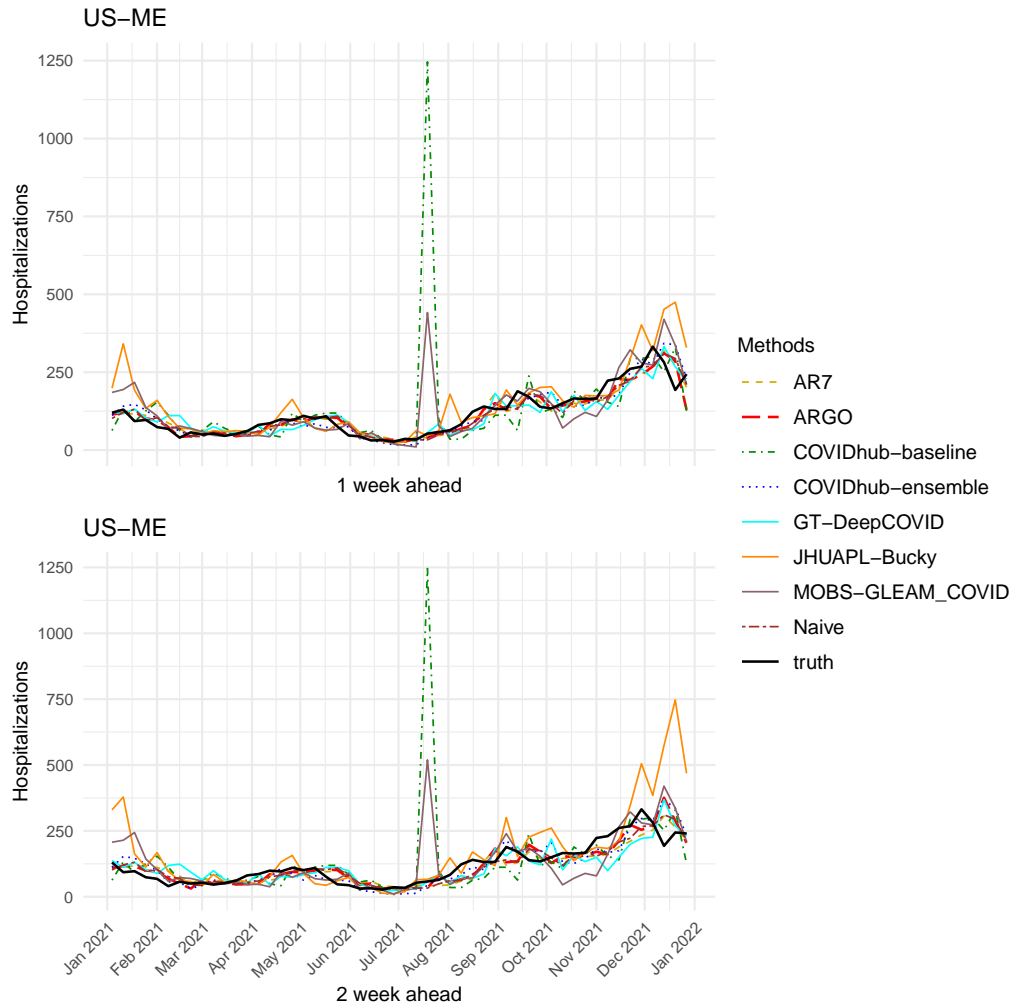 US−ME
1250
1000
750
500
250
0
Hospitalizations
1 week ahead
US−ME
1250
1000
750
500
250
0
Hospitalizations
Jan 2021
Feb 2021
Mar 2021
Apr 2021
May 2021
Jun 2021
Jul 2021
Aug 2021
Sep 2021
Oct 2021
Nov 2021
Dec 2021
Jan 2022
2 week ahead
Methods
AR7
ARGO
COVIDhub−baseline
COVIDhub−ensemble
GT−DeepCOVID
JHUAPL−Bucky
MOBS−GLEAM_COVID
Naive
truth